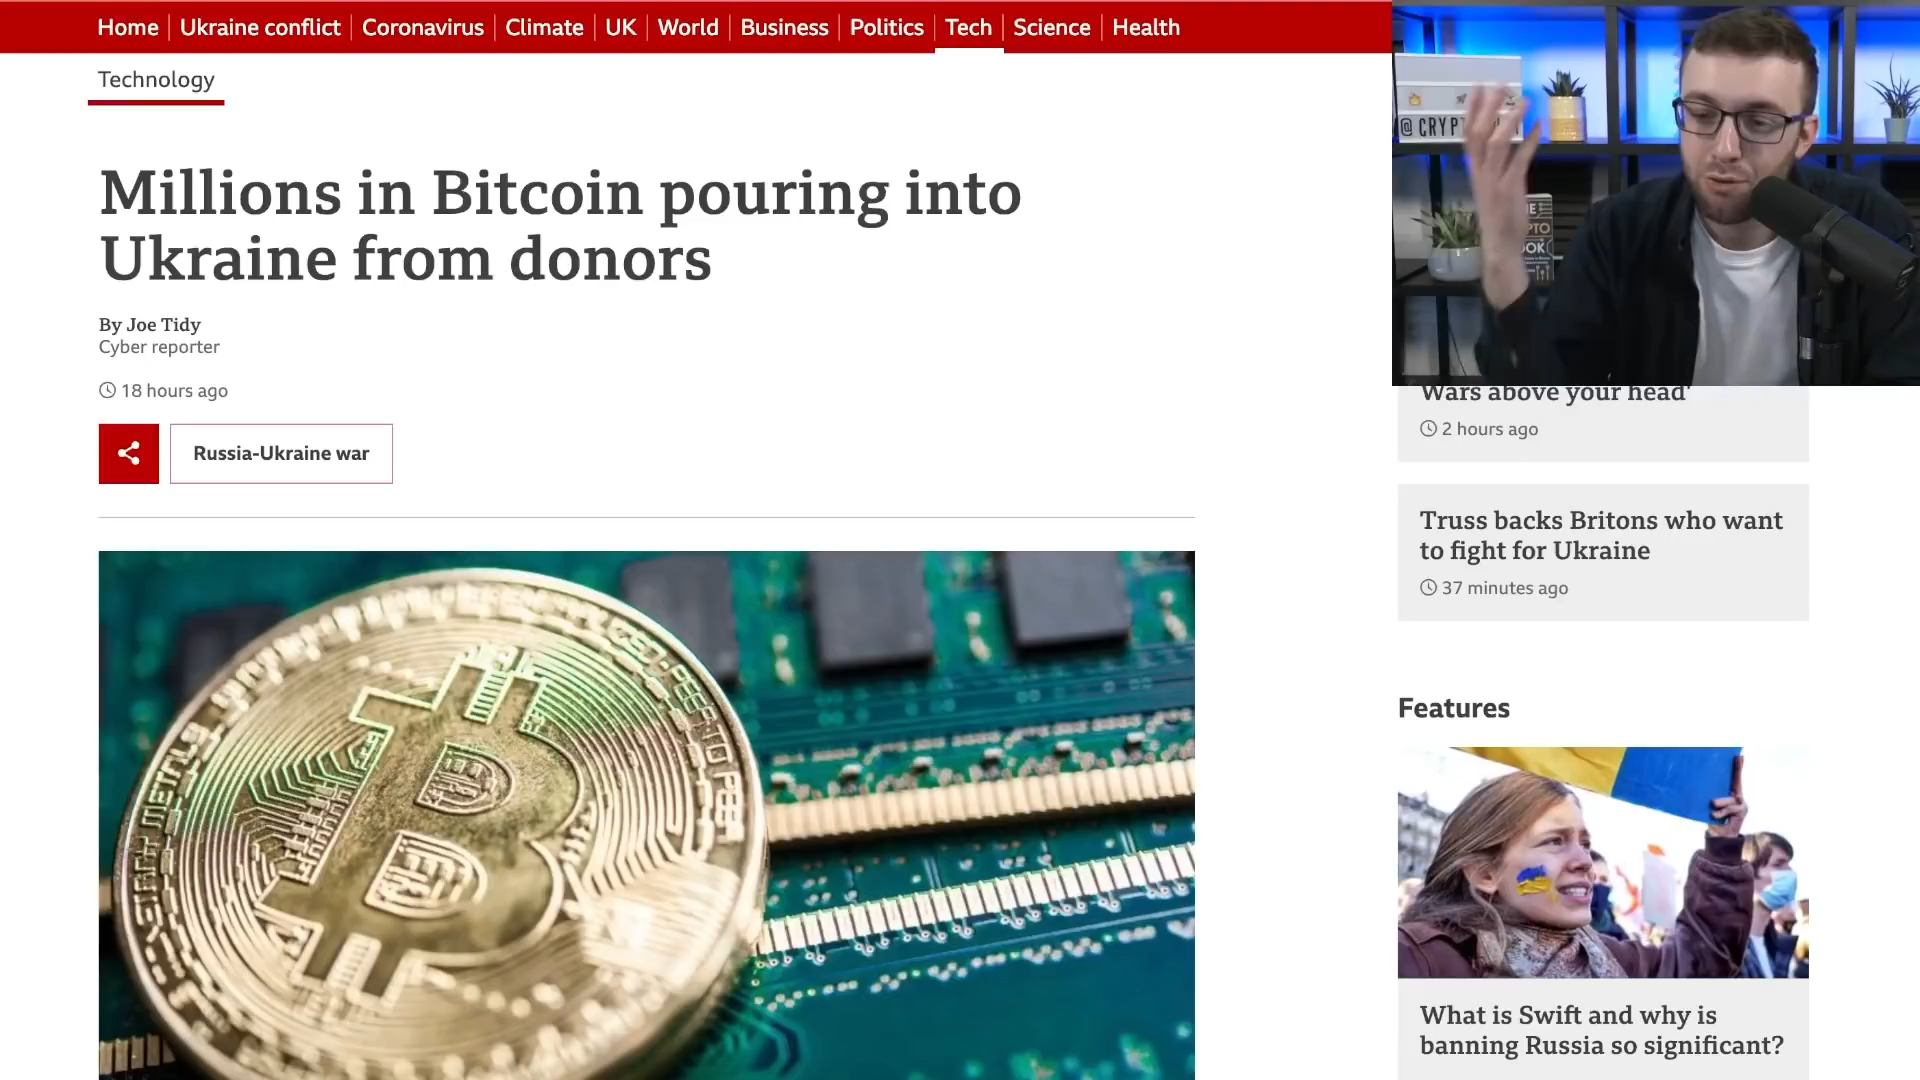 Home Ukraine conflict Coronavirus Climate UK World Business Politics Tech Science Health
Technology
Millions in Bitcoin pouring into
Ukraine from donors
By Joe Tidy
Cyber reporter
18 hours ago
Russia-Ukraine war
@CRYP
Wars above your head'
2 hours ago
Truss backs Britons who want
to fight for Ukraine
37 minutes ago
Features
What is Swift and why is
banning Russia so significant?